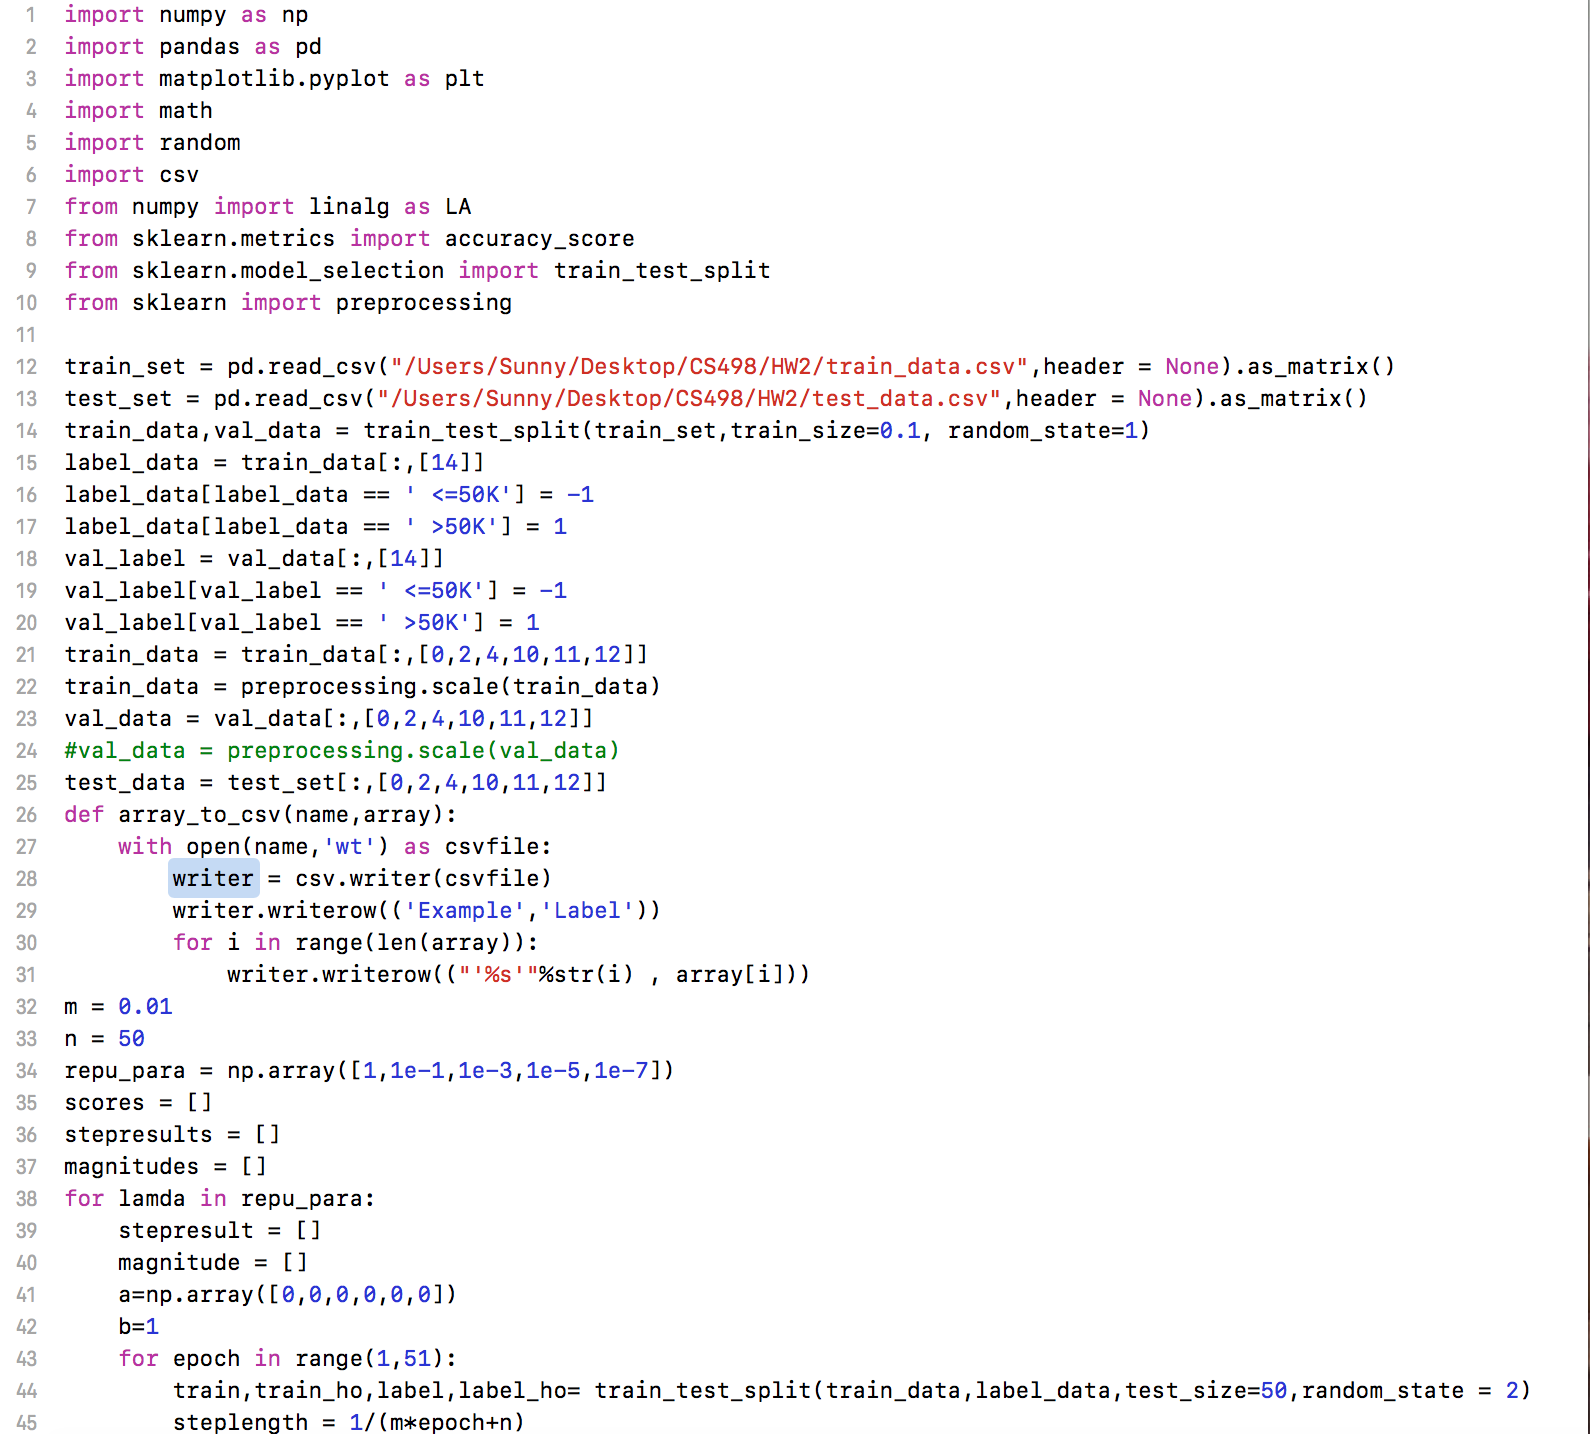 1 import numpy as np
2 import pandas as pd
3 import matplotlib.pyplot as plt
4 import math
5 import random
6 import csv
7 from numpy import linalg as LA
8 from sklearn.metrics import accuracy_score
9 from sklearn.model_selection import train_test_split
10 from sklearn import preprocessing
11
12 train_set = pd.read_csv("/Users/Sunny/Desktop/CS498/HW2/train_data.csv",header = None).as_matrix()
13 test_set = pd.read_csv("/Users/Sunny/Desktop/CS498/HW2/test_data.csv",header = None).as_matrix()
14 train_data,val_data = train_test_split(train_set,train_size=0.1, random_state=1)
15 label_data = train_data[:,[14]]
16 label_data[label_data == ' <=50K'] = -1
17 label_data[label_data == ' >50K'] = 1
18 val_label = val_data[:,[14]]
19 val_label[val_label == ' <=50K'] = -1
20 val_label[val_label == ' >50K'] = 1
21 train_data = train_data[:,[0,2,4,10,11,12]]
22 train_data = preprocessing.scale(train_data)
23 val_data = val_data[:,[0,2,4,10,11,12]]
24 #val_data = preprocessing.scale(val_data)
25 test_data = test_set[:,[0,2,4,10,11,12]]
26 def array_to_csv(name,array):
27     with open(name,'wt') as csvfile:
28         writer = csv.writer(csvfile)
29         writer.writerow(('Example','Label'))
30         for i in range(len(array)):
31             writer.writerow(("'%s'"%str(i) , array[i]))
32 m = 0.01
33 n = 50
34 repu_para = np.array([1,1e-1,1e-3,1e-5,1e-7])
35 scores = []
36 stepresults = []
37 magnitudes = []
38 for lamda in repu_para:
39     stepresult = []
40     magnitude = []
41     a=np.array([0,0,0,0,0,0])
42     b=1
43     for epoch in range(1,51):
44         train,train_ho,label,label_ho= train_test_split(train_data,label_data,test_size=50,random_state = 2)
45         steplength = 1/(m*epoch+n)